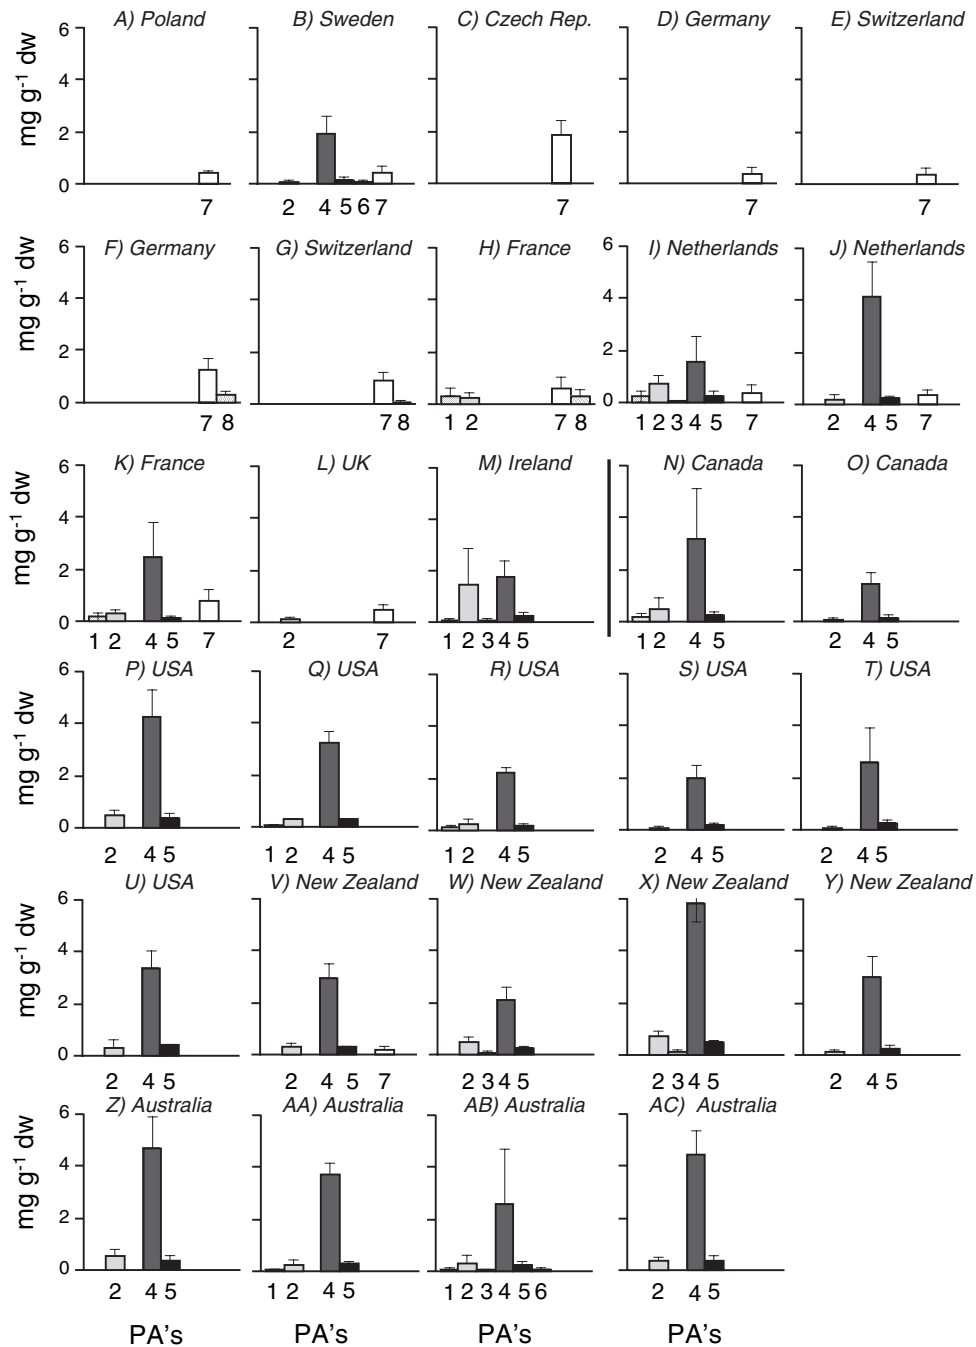 A) Poland B) Sweden C) Czech Rep. D) Germany E) Switzerland
mg g-1 dw
6
4
2
0
7 2 4 5 6 7 7 7 7
F) Germany G) Switzerland H) France I) Netherlands J) Netherlands
mg g-1 dw
6 6
4 4
2 2
0 0
7 8 7 8 1 2 7 8 1 2 3 4 5 7 2 4 5 7
K) France L) UK M) Ireland N) Canada O) Canada
mg g-1 dw
6
4
2
0
1 2 4 5 7 2 7 1 2 3 4 5 1 2 4 5 2 4 5
P) USA Q) USA R) USA S) USA T) USA
mg g-1 dw
6
4
2
0
2 4 5 1 2 4 5 1 2 4 5 2 4 5 2 4 5
U) USA V) New Zealand W) New Zealand X) New Zealand Y) New Zealand
mg g-1 dw
6
4
2
0
2 4 5 2 4 5 7 2 3 4 5 2 3 4 5 2 4 5
Z) Australia AA) Australia AB) Australia AC) Australia
mg g-1 dw
6
4
2
0
2 4 5 1 2 4 5 1 2 3 4 5 6 2 4 5
PA's PA's PA's PA's